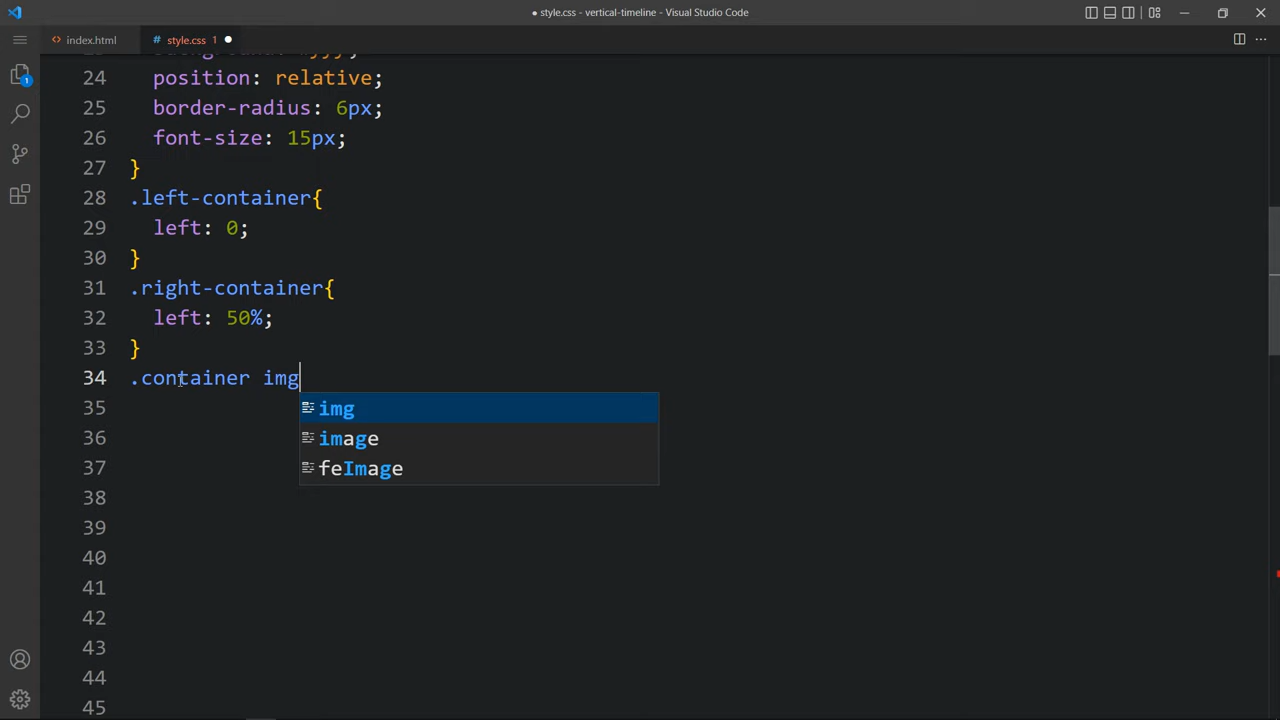 ● style.css - vertical-timeline - Visual Studio Code
index.html
# style.css 1 ●
24 position: relative;
25 border-radius: 6px;
26 font-size: 15px;
27 }
28 .left-container{
29 left: 0;
30 }
31 .right-container{
32 left: 50%;
33 }
34 .container img
35
img
36
image
37
feImage
38
39
40
41
42
43
44
45
1